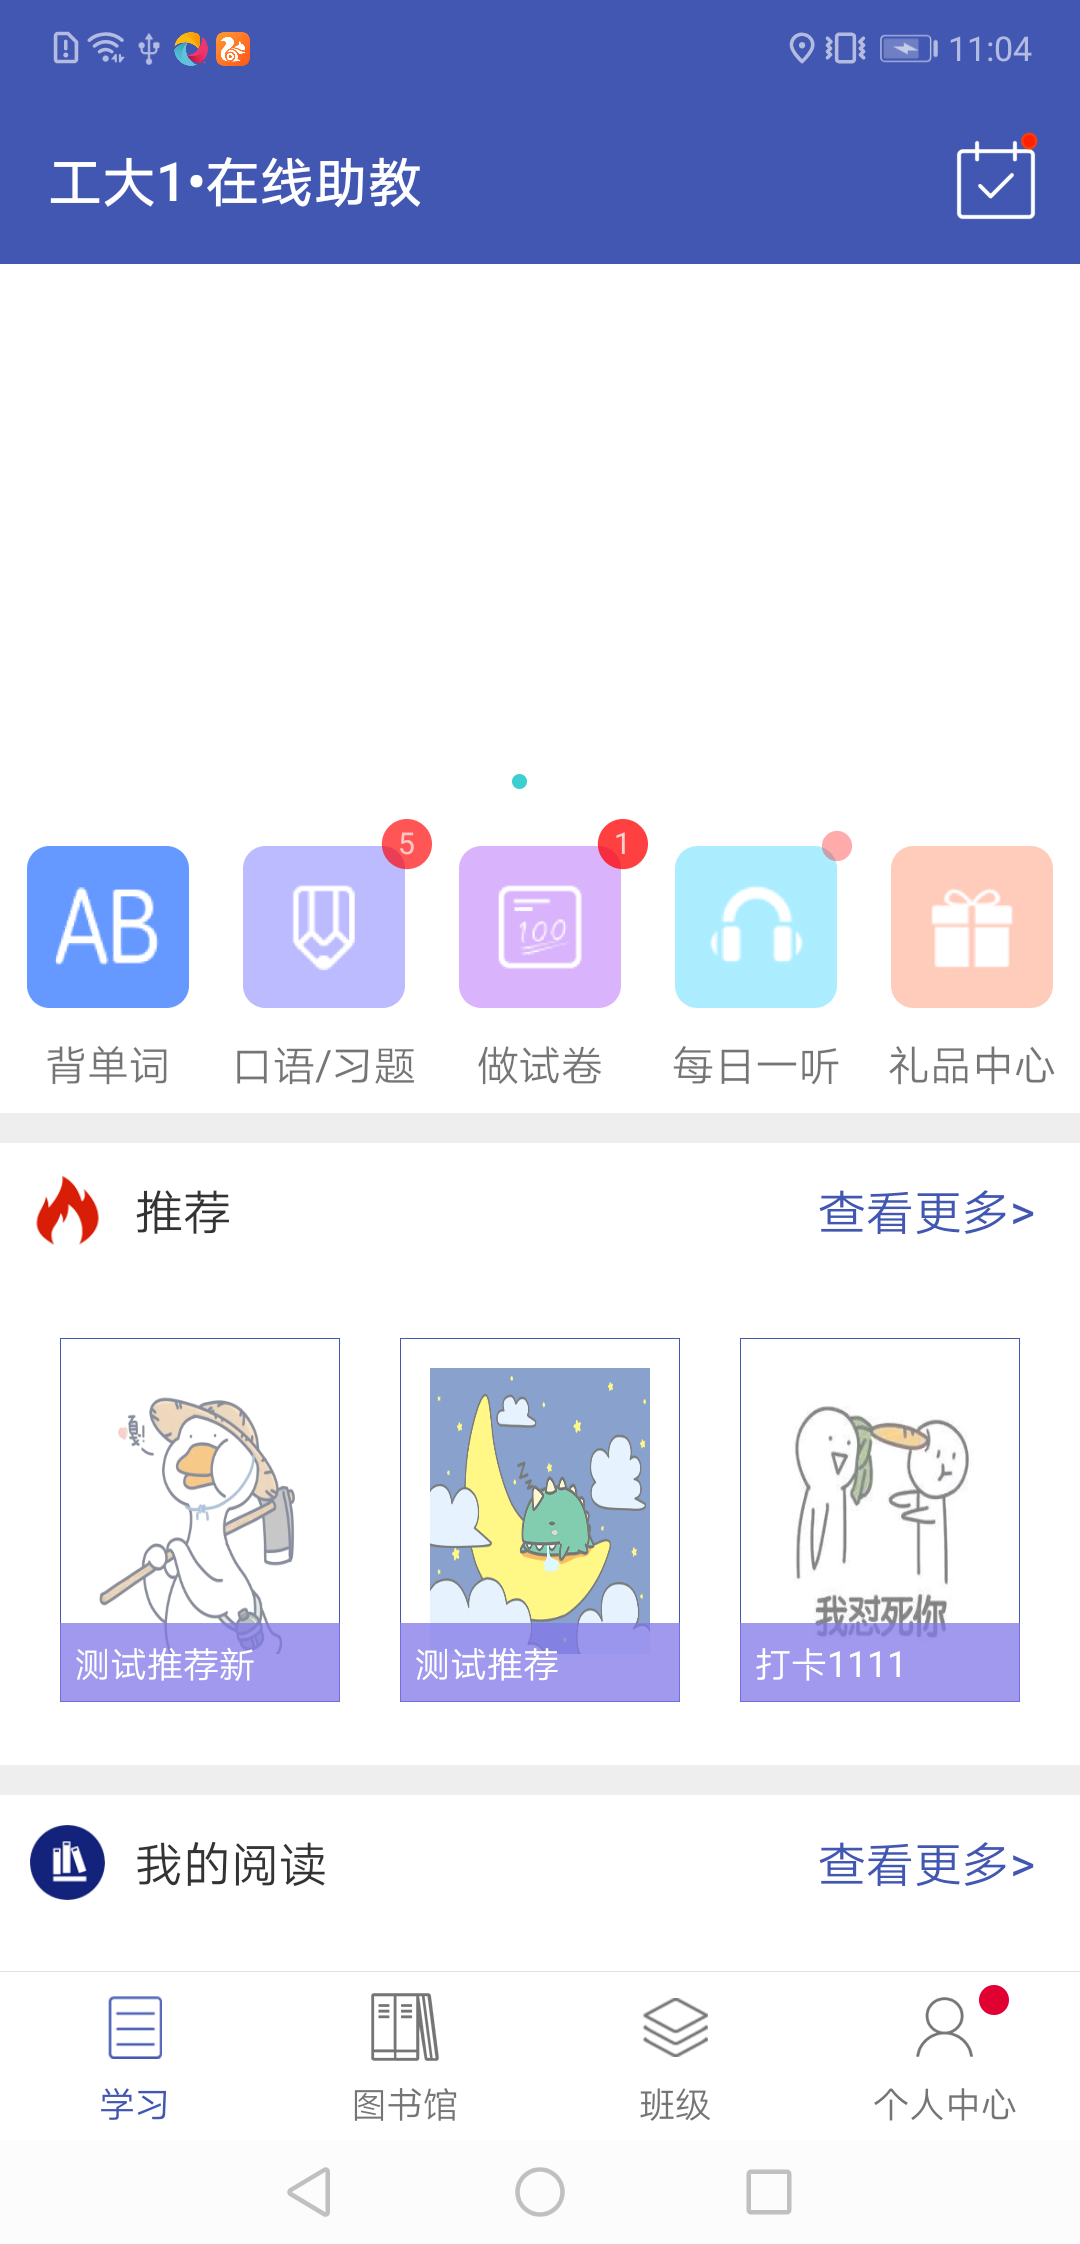 11:04
工大1•在线助教
5
1
AB
100
背单词
口语/习题
做试卷
每日一听
礼品中心
推荐
查看更多>
嘎!
z z z
我怼死你
测试推荐新
测试推荐
打卡1111
我的阅读
查看更多>
学习
图书馆
班级
个人中心